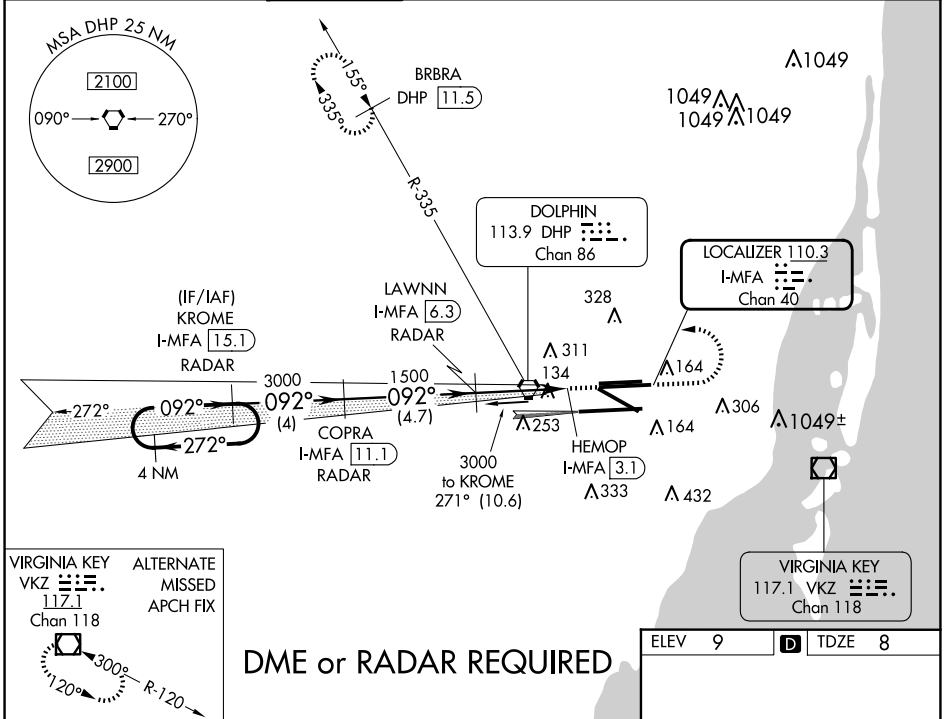 MSA DHP 25 NM
2100
090°
270°
2900
155°
335°
BRBRA
DHP 11.5
R-335
1049
1049
1049
1049
DOLPHIN
113.9 DHP
Chan 86
LOCALIZER 110.3
I-MFA
Chan 40
(IF/IAF)
KROME
I-MFA 15.1
RADAR
LAWNN
I-MFA 6.3
RADAR
328
311
134
164
3000
1500
272°
092°
092°
(4)
092°
(4.7)
272°
4 NM
COPRA
I-MFA 11.1
RADAR
3000
to KROME
271° (10.6)
253
HEMOP
I-MFA 3.1
306
164
1049±
333
432
VIRGINIA KEY
117.1 VKZ
Chan 118
VIRGINIA KEY
VKZ
117.1
Chan 118
ALTERNATE
MISSED
APCH FIX
300°
R-120
120°
DME or RADAR REQUIRED
ELEV 9
D
TDZE 8